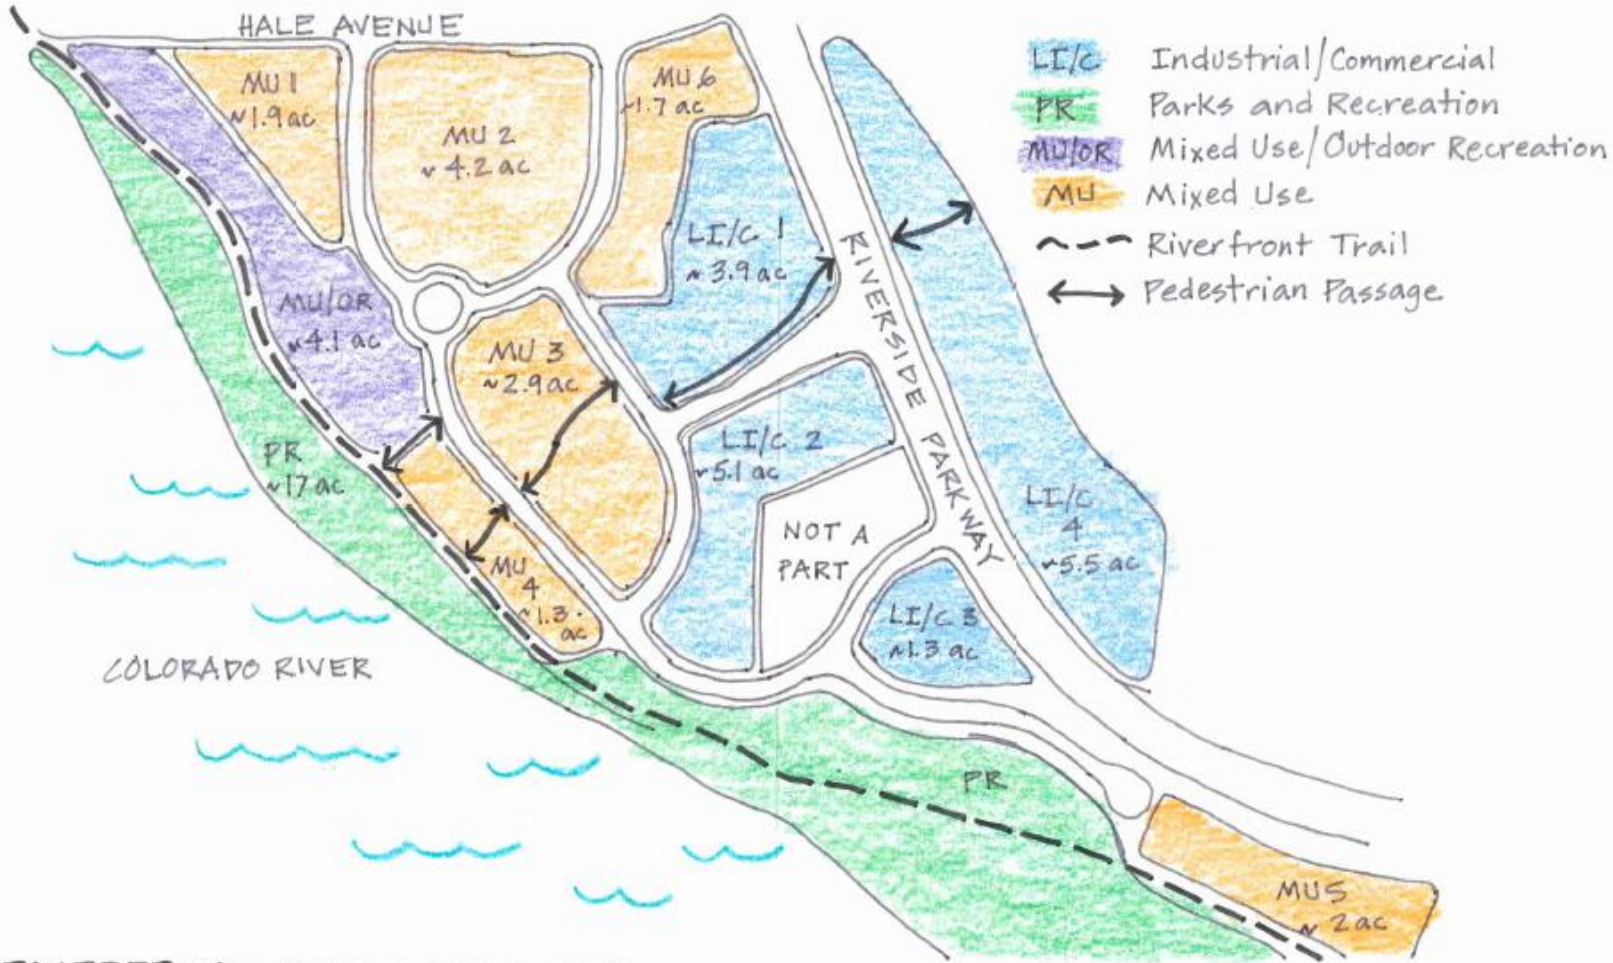 HALE AVENUE
MU 1
~1.9 ac
MU 2
~ 4.2 ac
MU 6
~1.7 ac
LI/C Industrial/Commercial
PR Parks and Recreation
MU/OR Mixed Use/Outdoor Recreation
MU Mixed Use
Riverfront Trail
Pedestrian Passage
LI/C 1
~ 3.9 ac
RIVERSIDE PARKWAY
MU/OR
~4.1 ac
MU 3
~2.9 ac
LI/C 2
~5.1 ac
PR
~17 ac
LI/C
4
~5.5 ac
NOT A
PART
MU
4
~1.3
ac
LI/C 3
~1.3 ac
COLORADO RIVER
PR
MU5
~ 2 ac